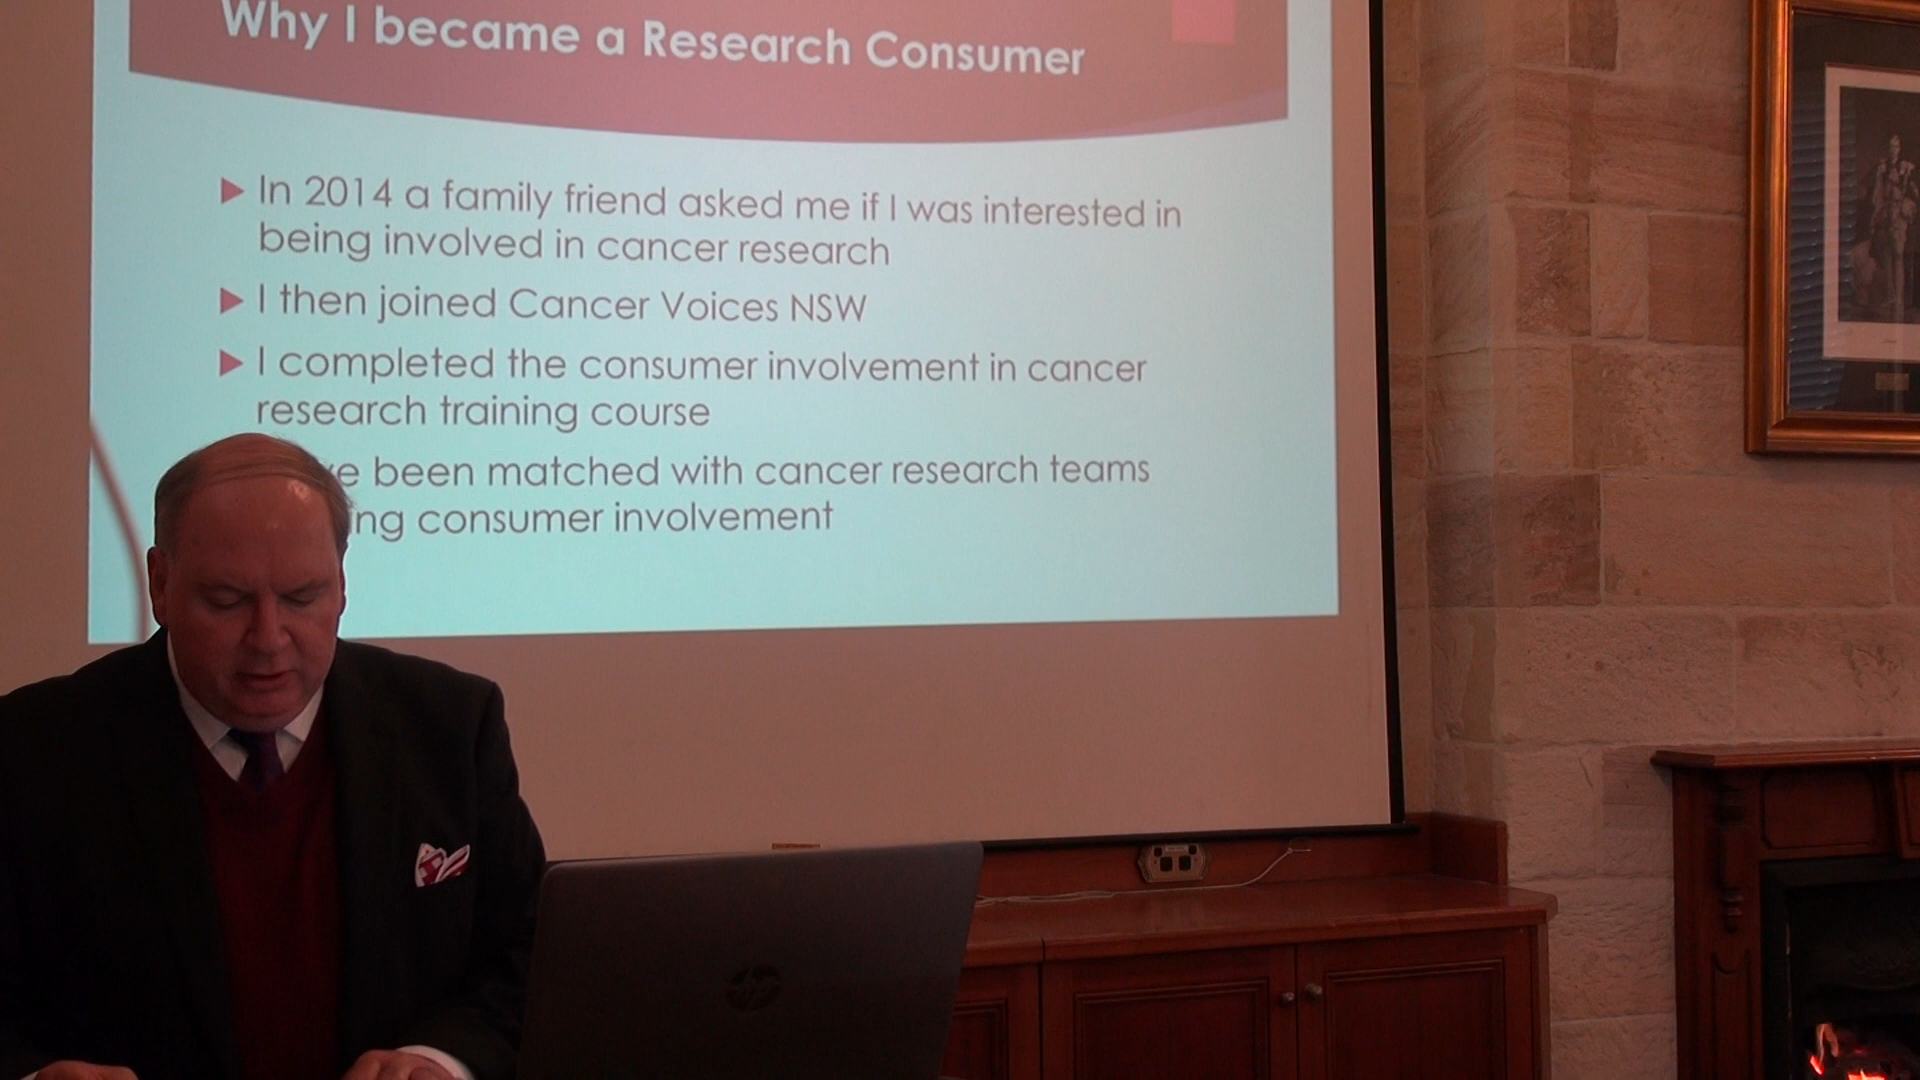 Why I became a Research Consumer
In 2014 a family friend asked me if I was interested in
being involved in cancer research
I then joined Cancer Voices NSW
I completed the consumer involvement in cancer
research training course
been matched with cancer research teams
consumer involvement
hp